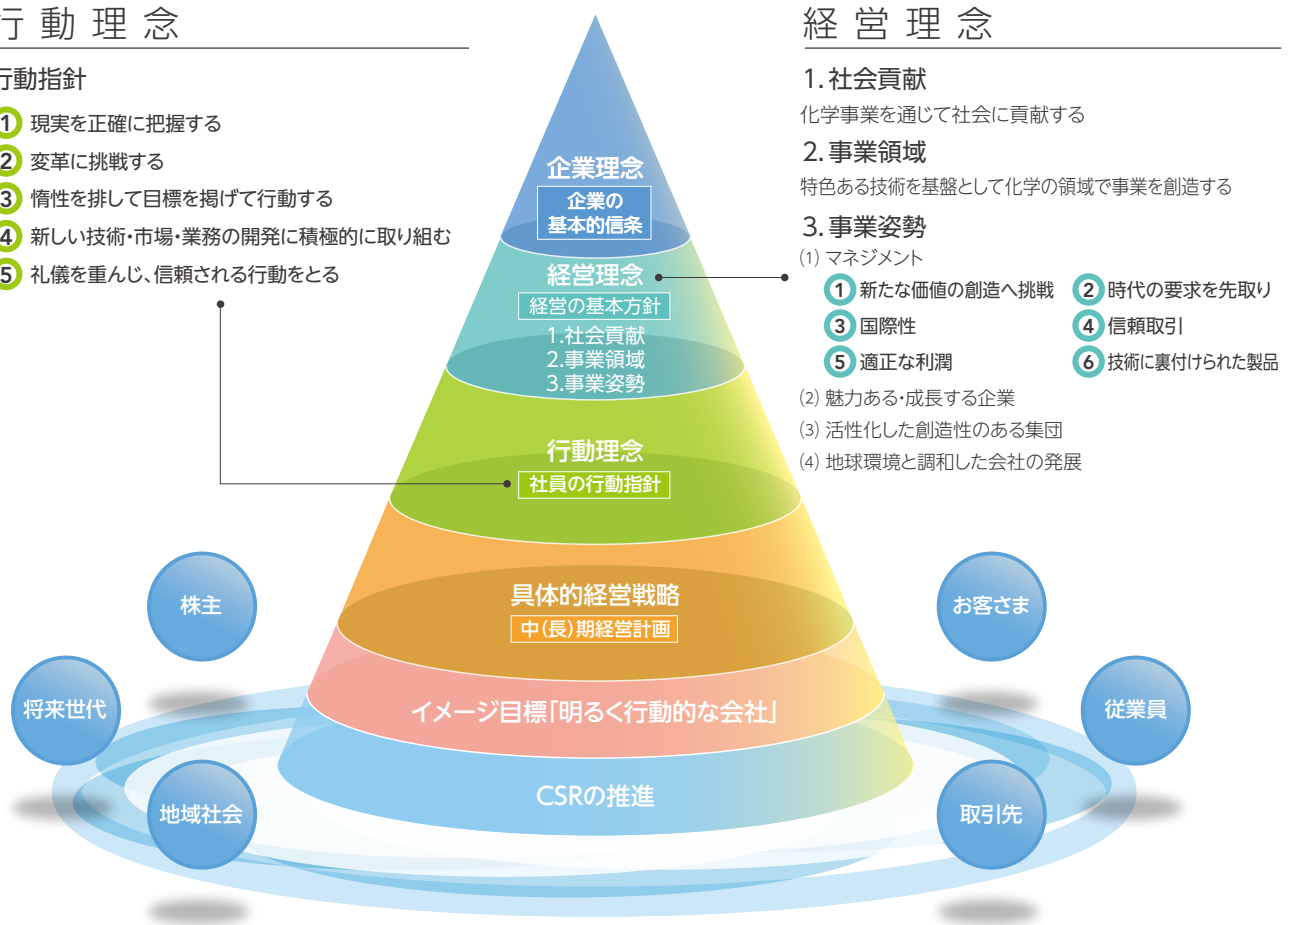 行動理念
行動指針
1 現実を正確に把握する
2 変革に挑戦する
3 惰性を排して目標を掲げて行動する
4 新しい技術・市場・業務の開発に積極的に取り組む
5 礼儀を重んじ、信頼される行動をとる
経営理念
1.社会貢献
化学事業を通じて社会に貢献する
2.事業領域
特色ある技術を基盤として化学の領域で事業を創造する
3.事業姿勢
(1) マネジメント
1 新たな価値の創造へ挑戦 2 時代の要求を先取り
3 国際性 4 信頼取引
5 適正な利潤 6 技術に裏付けられた製品
(2) 魅力ある・成長する企業
(3) 活性化した創造性のある集団
(4) 地球環境と調和した会社の発展
企業理念
企業の
基本的信条
経営理念
経営の基本方針
1.社会貢献
2.事業領域
3.事業姿勢
行動理念
社員の行動指針
具体的経営戦略
中(長)期経営計画
イメージ目標「明るく行動的な会社」
CSRの推進
株主
将来世代
地域社会
お客さま
従業員
取引先